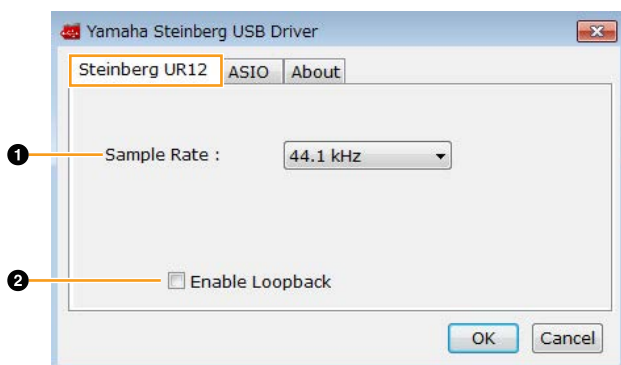 Yamaha Steinberg USB Driver
Steinberg UR12 ASIO About
1 Sample Rate : 44.1 kHz
2 Enable Loopback
OK Cancel